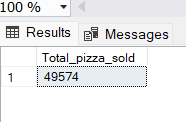 100 %
Results Messages
Total_pizza_sold
1 49574